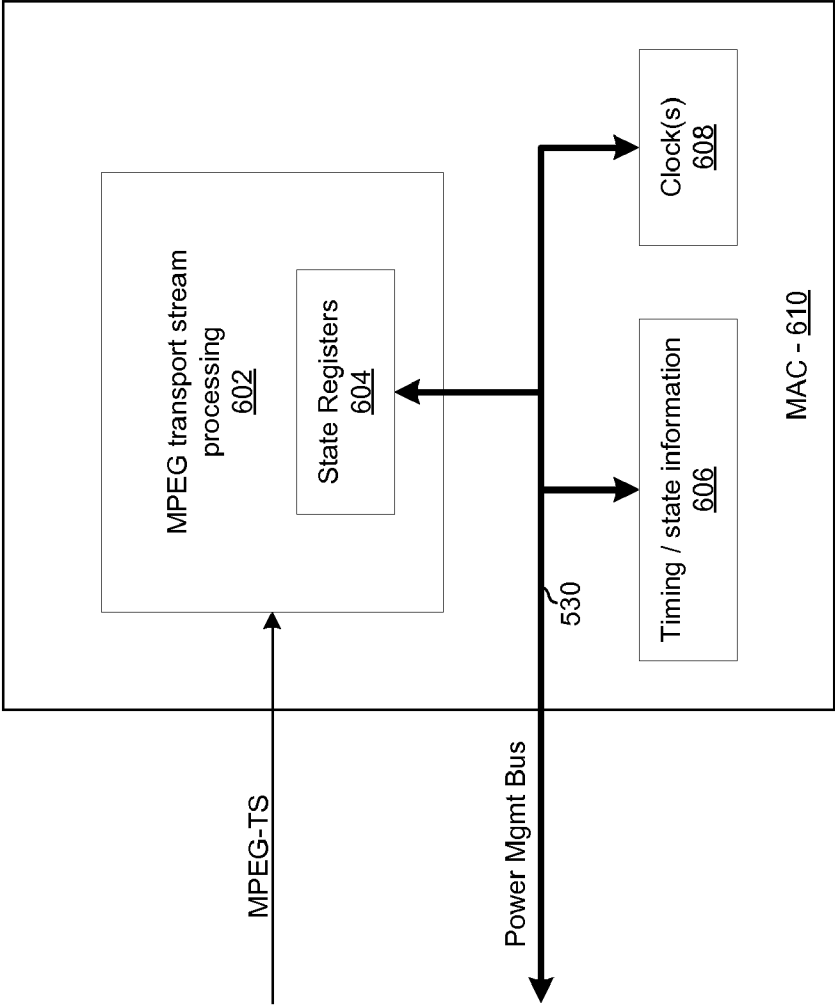 MPEG-TS
MPEG transport stream
processing
602
State Registers
604
Power Mgmt Bus
530
Timing / state information
606
Clock(s)
608
MAC - 610